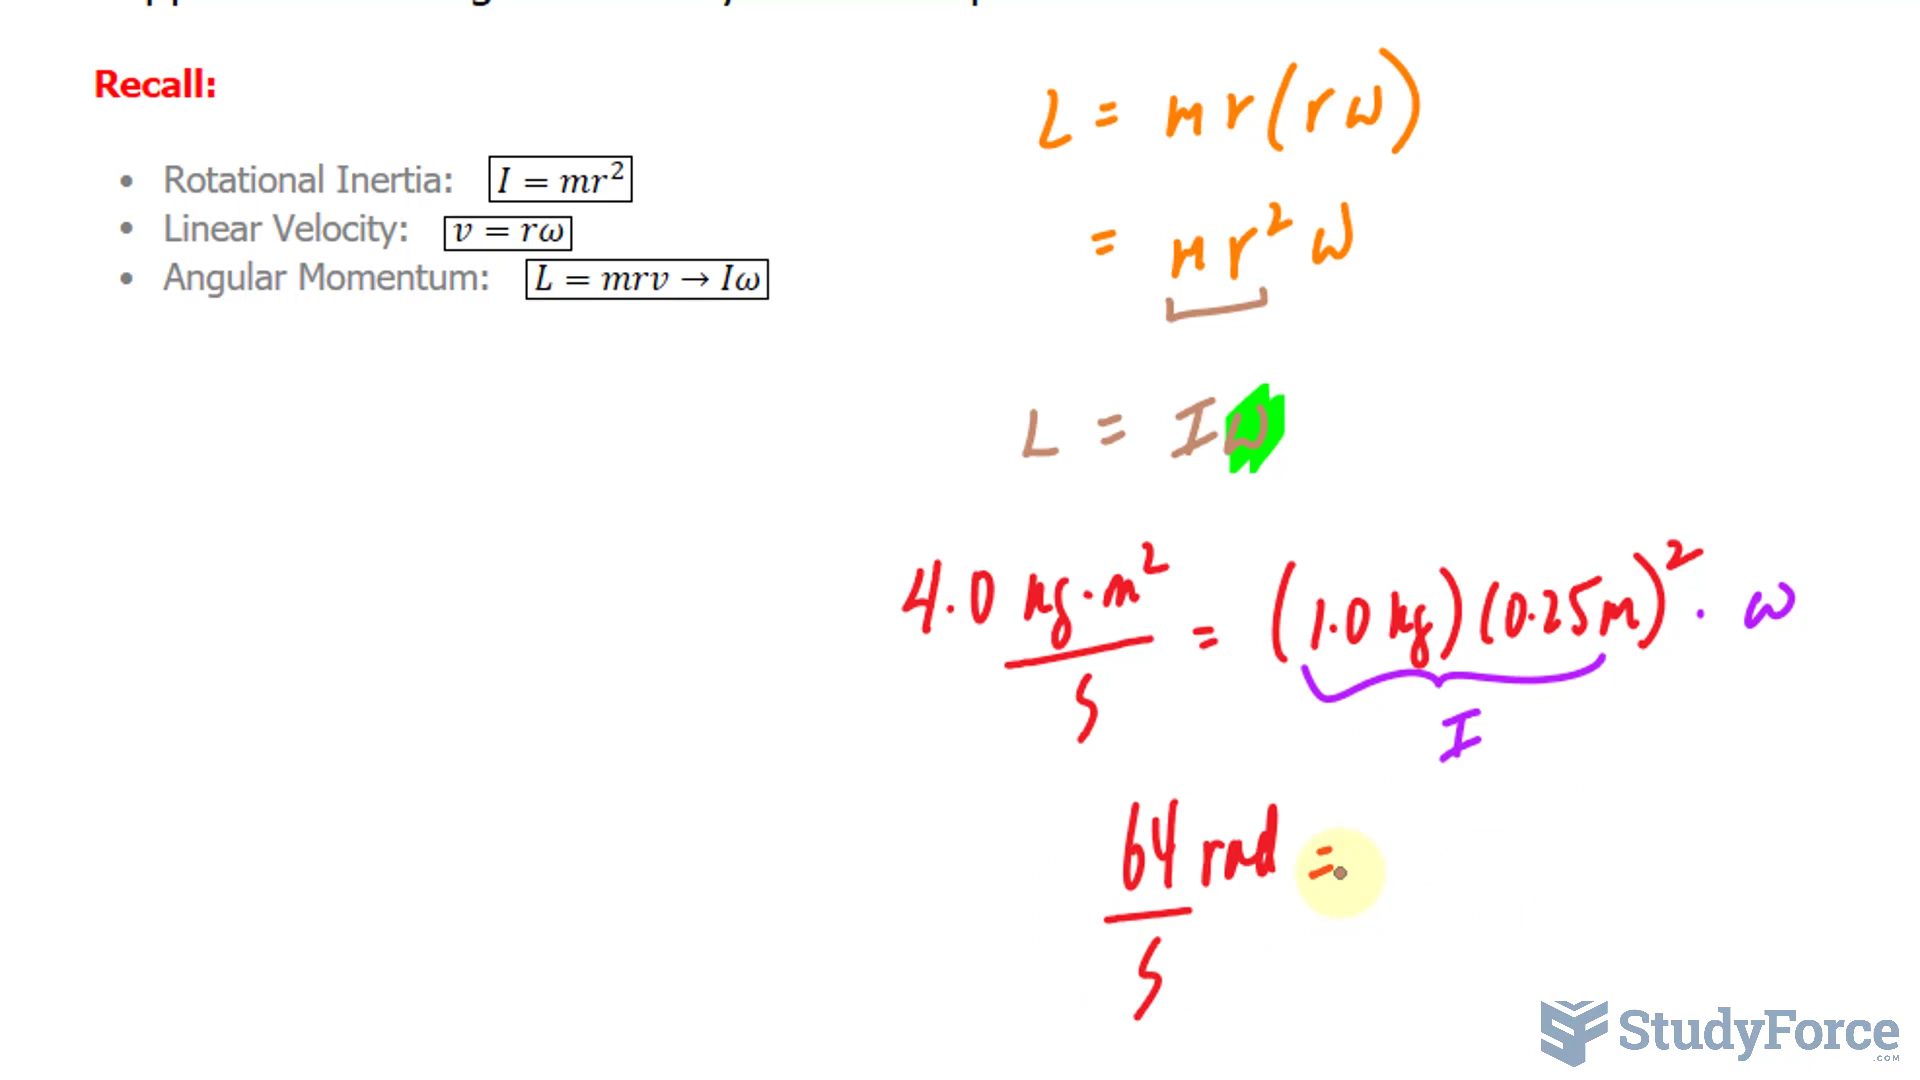 Recall:
• Rotational Inertia: I = mr²
• Linear Velocity: v = rω
• Angular Momentum: L = mrv → Iω
L = mr(rω)
= mr²ω
L = Iω
4.0 kg·m²/s = (1.0 kg)(0.25m)² · ω
I
64 rad/s =
StudyForce
.COM